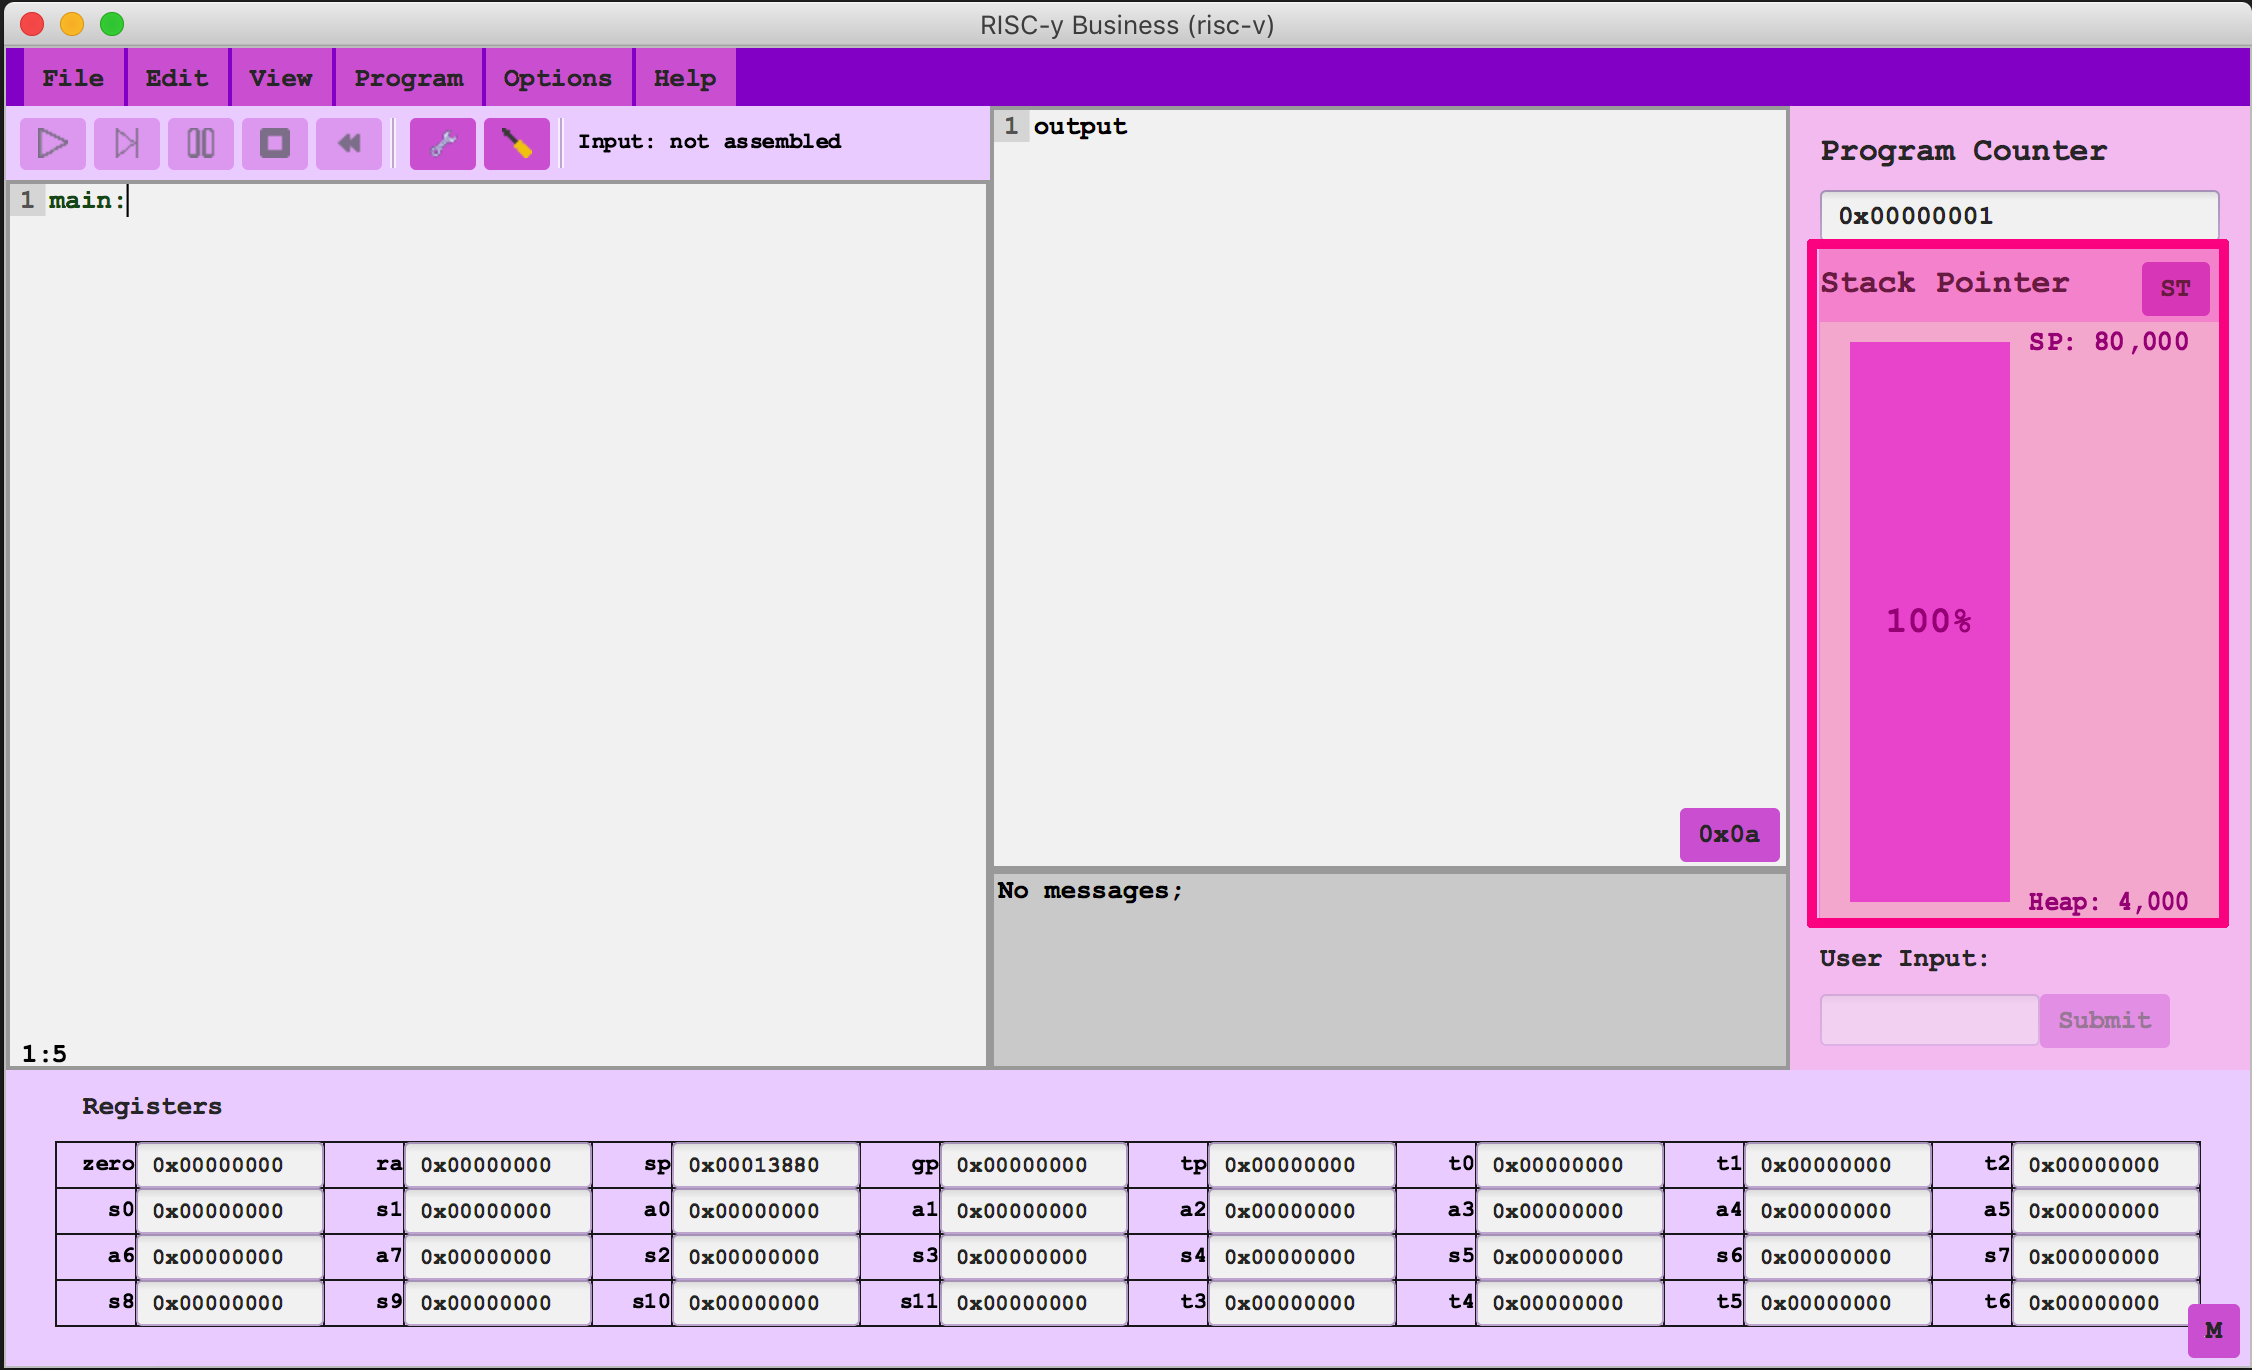 RISC-y Business (risc-v)
File Edit View Program Options Help
Input: not assembled
1 main:
1:5
1 output
0x0a
No messages;
Program Counter
0x00000001
Stack Pointer ST
SP: 80,000
100%
Heap: 4,000
User Input:
Submit
Registers
zero 0x00000000 ra 0x00000000 sp 0x00013880 gp 0x00000000 tp 0x00000000 t0 0x00000000 t1 0x00000000 t2 0x00000000
s0 0x00000000 s1 0x00000000 a0 0x00000000 a1 0x00000000 a2 0x00000000 a3 0x00000000 a4 0x00000000 a5 0x00000000
a6 0x00000000 a7 0x00000000 s2 0x00000000 s3 0x00000000 s4 0x00000000 s5 0x00000000 s6 0x00000000 s7 0x00000000
s8 0x00000000 s9 0x00000000 s10 0x00000000 s11 0x00000000 t3 0x00000000 t4 0x00000000 t5 0x00000000 t6 0x00000000
M